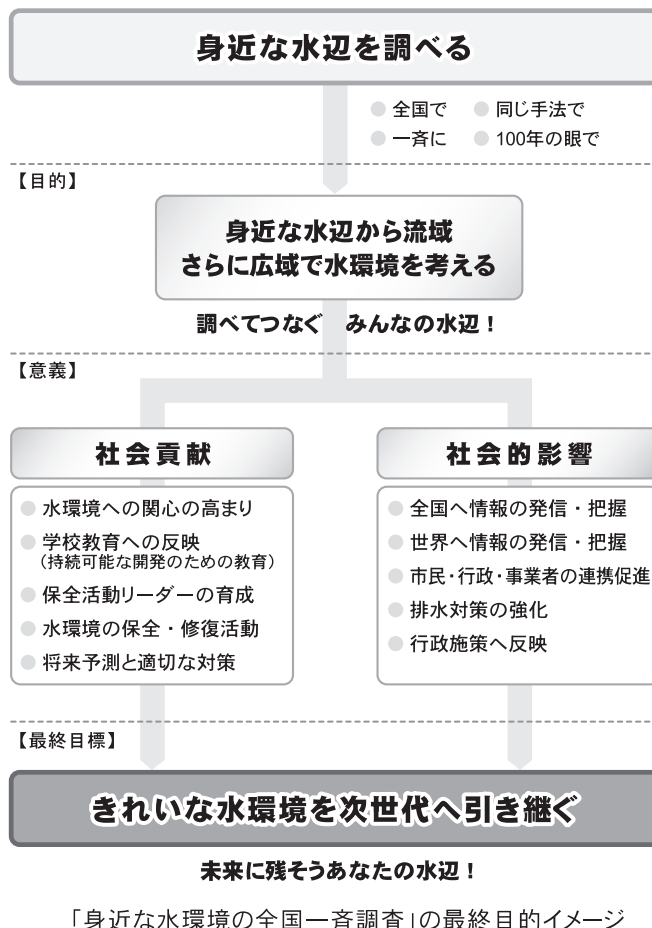 身近な水辺を調べる
● 全国で ● 同じ手法で
● 一斉に ● 100年の眼で
【目的】
身近な水辺から流域
さらに広域で水環境を考える
調べてつなぐ みんなの水辺！
【意義】
社会貢献
● 水環境への関心の高まり
● 学校教育への反映
（持続可能な開発のための教育）
● 保全活動リーダーの育成
● 水環境の保全・修復活動
● 将来予測と適切な対策
社会的影響
● 全国へ情報の発信・把握
● 世界へ情報の発信・把握
● 市民・行政・事業者の連携促進
● 排水対策の強化
● 行政施策へ反映
【最終目標】
きれいな水環境を次世代へ引き継ぐ
未来に残そうあなたの水辺！
「身近な水環境の全国一斉調査」の最終目的イメージ